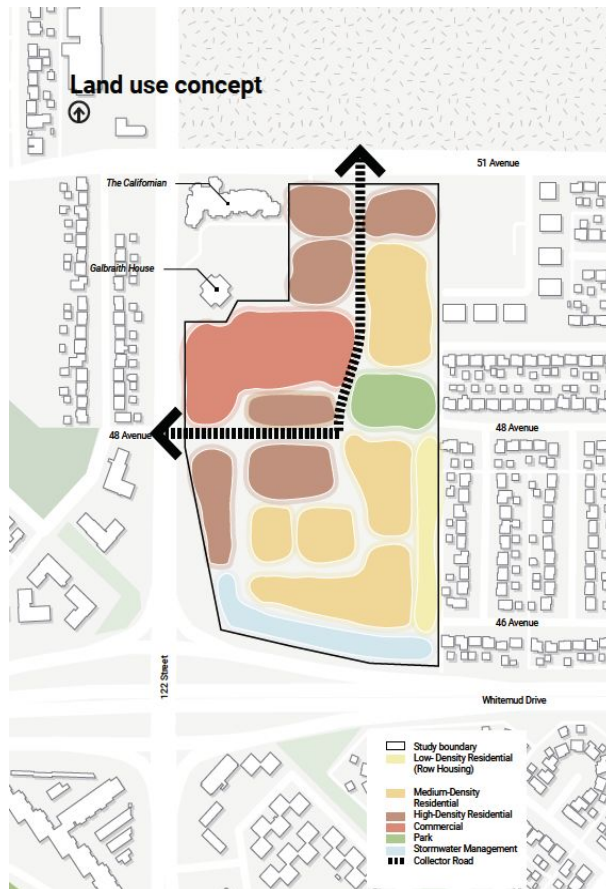 Land use concept
51 Avenue
The Californian
Galbraith House
48 Avenue
48 Avenue
46 Avenue
122 Street
Whitemud Drive
Study boundary
Low- Density Residential
(Row Housing)
Medium-Density
Residential
High-Density Residential
Commercial
Park
Stormwater Management
Collector Road